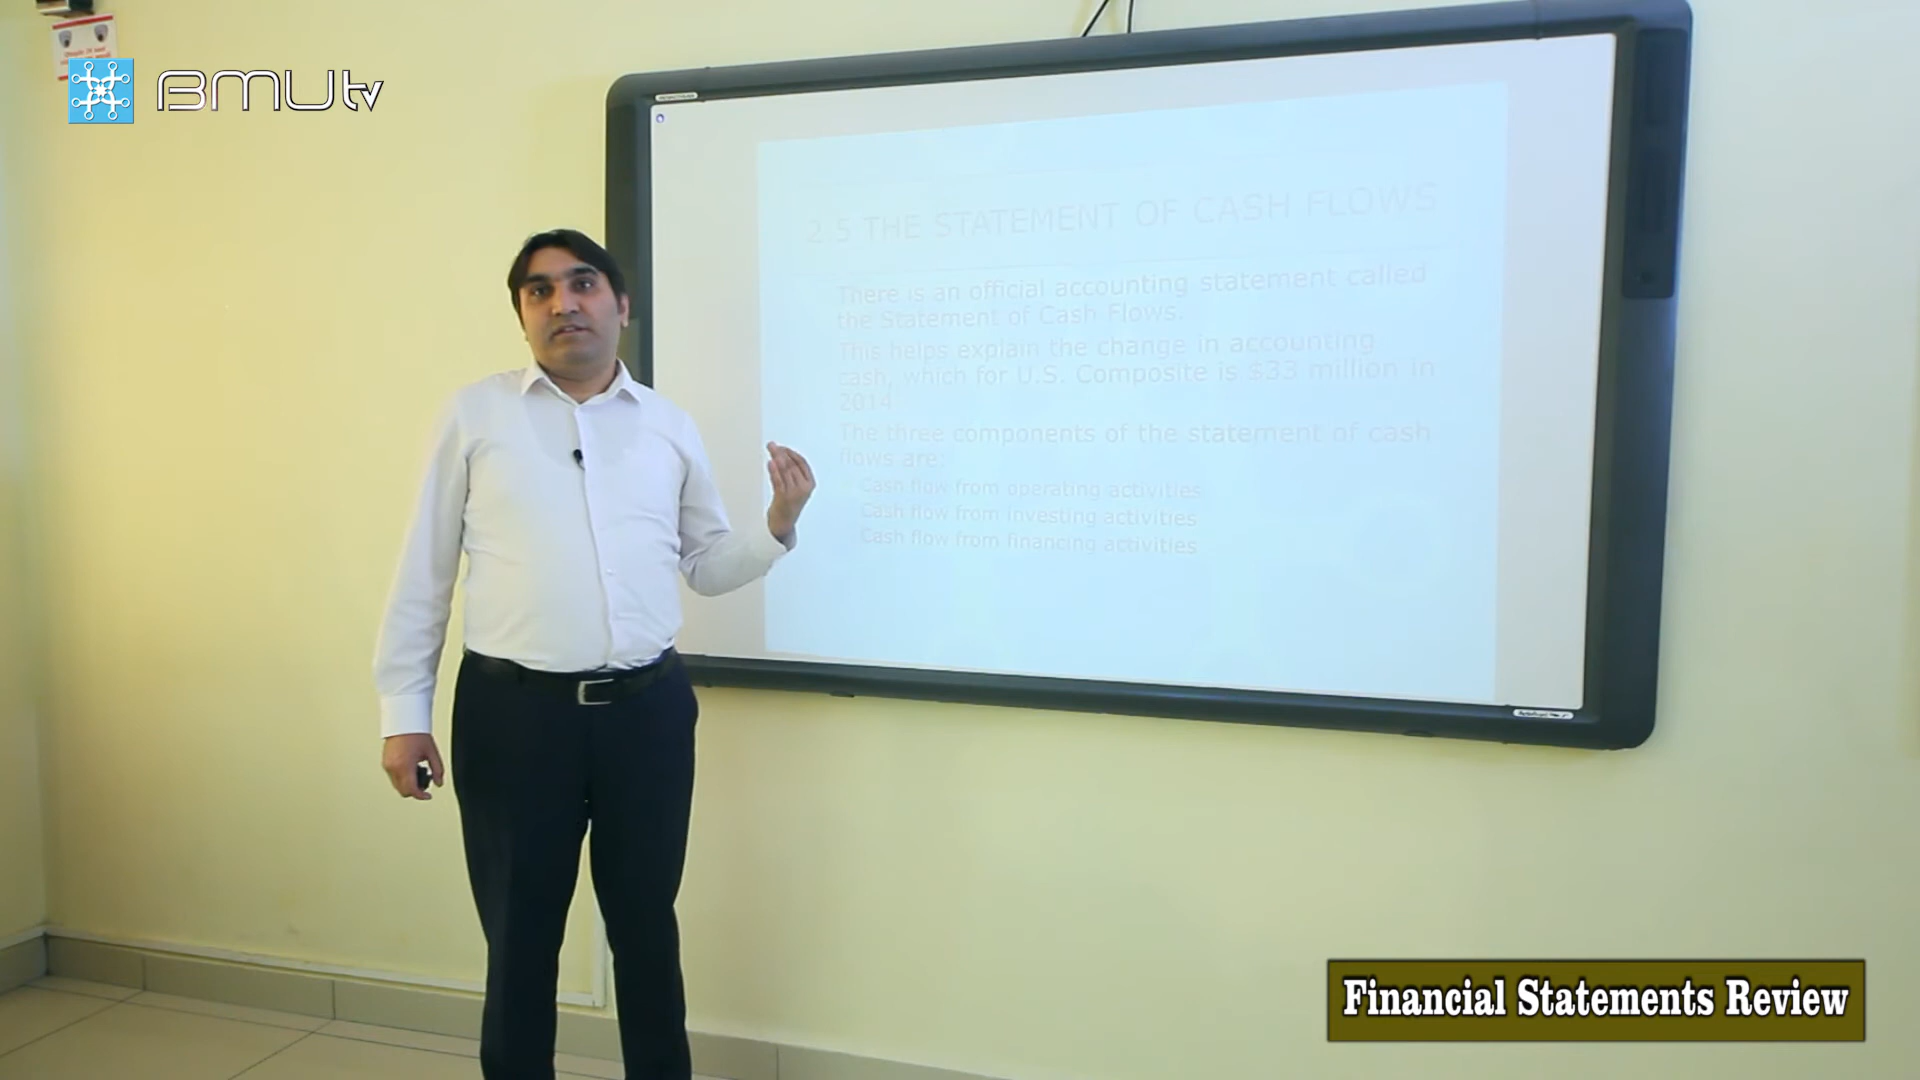 BMUtv
2.5 THE STATEMENT OF CASH FLOWS
There is an official accounting statement called
the Statement of Cash Flows.
This helps explain the change in accounting
cash, which for U.S. Composite is $33 million in
2014.
The three components of the statement of cash
flows are:
Cash flow from operating activities
Cash flow from investing activities
Cash flow from financing activities
Financial Statements Review